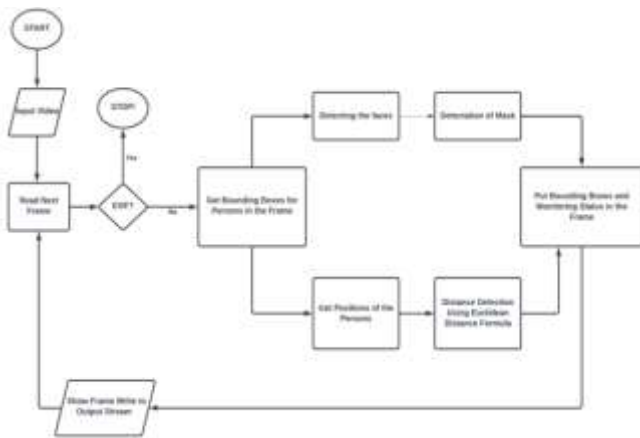 START
Input Video
STOP!
Detecting the faces
Detectation of Mask
Yes
Read Next
Frame
EXIT?
No
Get Bounding Boxes for
Persons in the Frame
Put Bounding Boxes and
Monitoring Status in the
Frame
Get Positions of the
Persons
Distance Detection
Using Euclidean
Distance Formula
Show Frame Write to
Output Stream